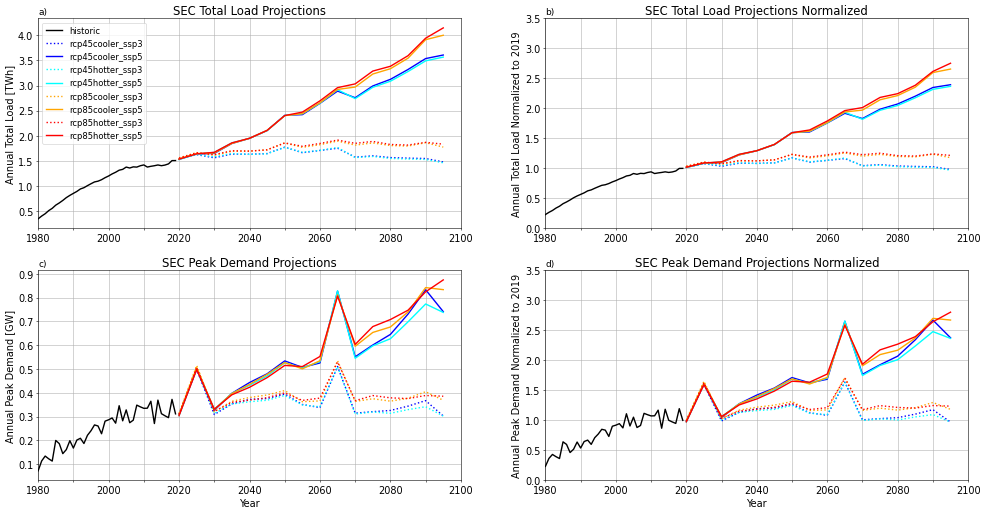 a)
SEC Total Load Projections
Annual Total Load [TWh]
4.0
3.5
3.0
2.5
2.0
1.5
1.0
0.5
historic
rcp45cooler_ssp3
rcp45cooler_ssp5
rcp45hotter_ssp3
rcp45hotter_ssp5
rcp85cooler_ssp3
rcp85cooler_ssp5
rcp85hotter_ssp3
rcp85hotter_ssp5
1980 2000 2020 2040 2060 2080 2100
b)
SEC Total Load Projections Normalized
Annual Total Load Normalized to 2019
3.5
3.0
2.5
2.0
1.5
1.0
0.5
0.0
1980 2000 2020 2040 2060 2080 2100
c)
SEC Peak Demand Projections
Annual Peak Demand [GW]
0.9
0.8
0.7
0.6
0.5
0.4
0.3
0.2
0.1
1980 2000 2020 2040 2060 2080 2100
Year
d)
SEC Peak Demand Projections Normalized
Annual Peak Demand Normalized to 2019
3.5
3.0
2.5
2.0
1.5
1.0
0.5
0.0
1980 2000 2020 2040 2060 2080 2100
Year